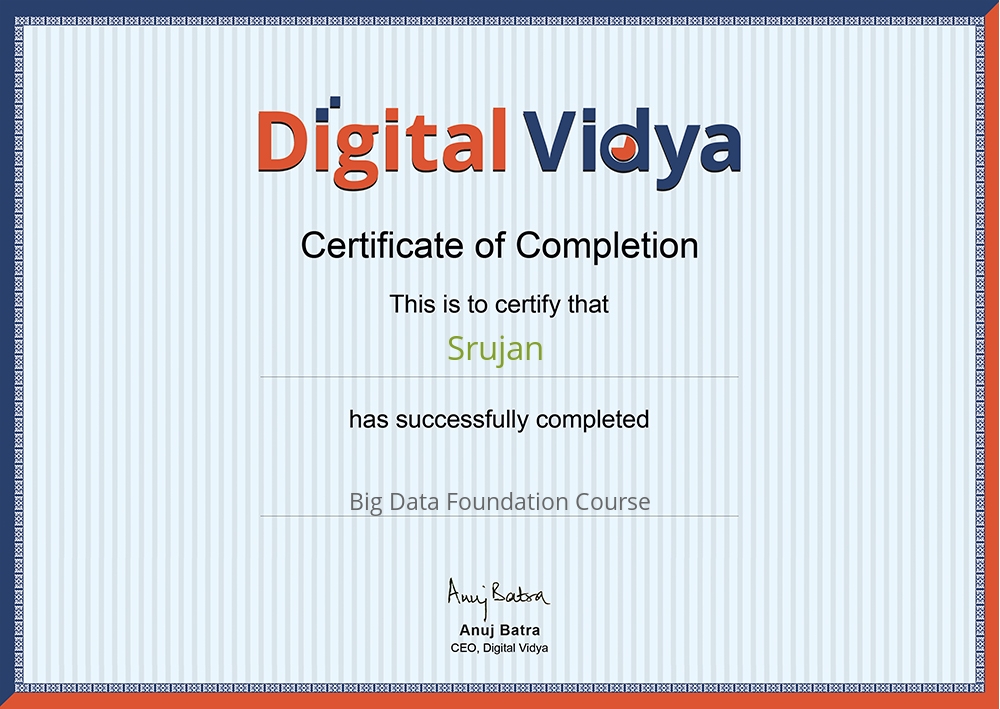 Digital Vidya
Certificate of Completion
This is to certify that
Srujan
has successfully completed
Big Data Foundation Course
Anuj Batra
Anuj Batra
CEO, Digital Vidya